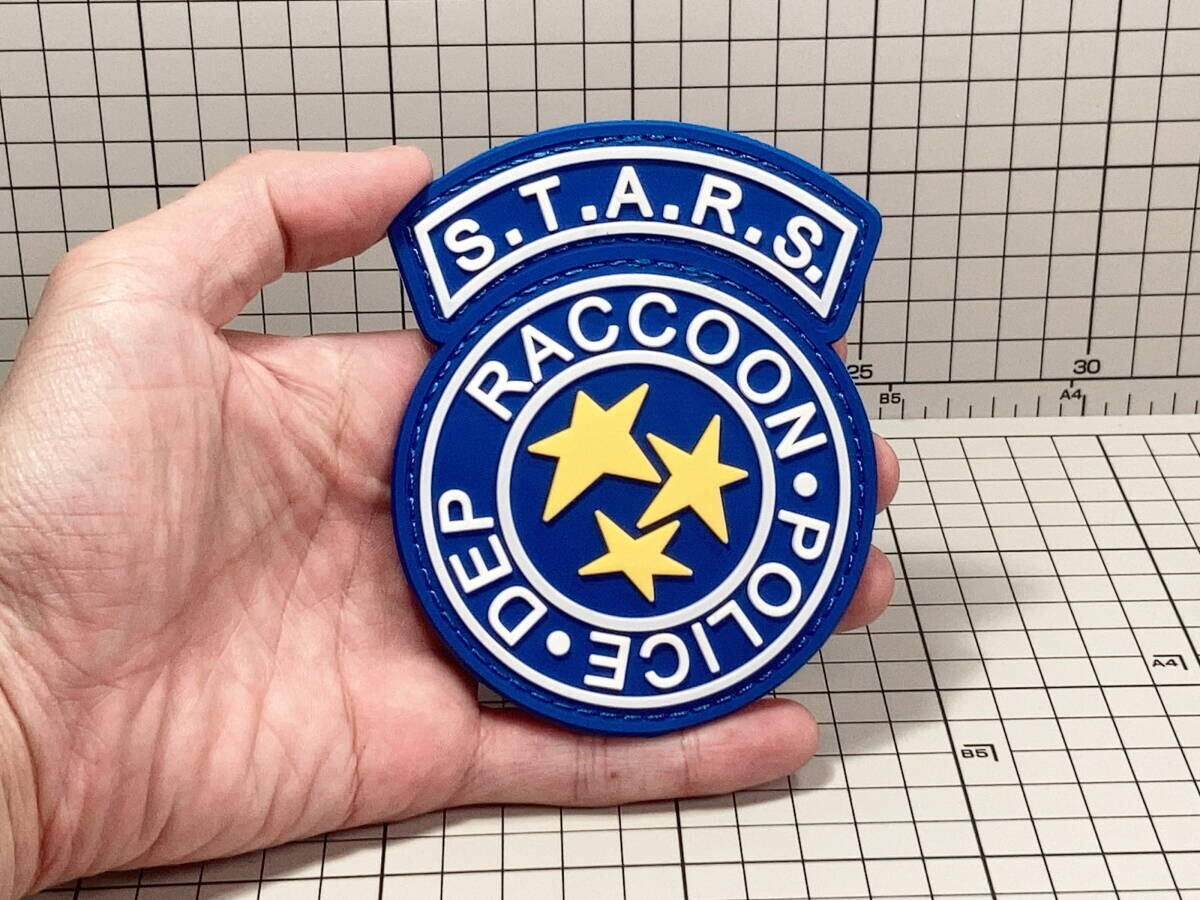 S.T.A.R.S.
RACCOON•POLICE•DEP
25
30
B5
A4
A4
B5